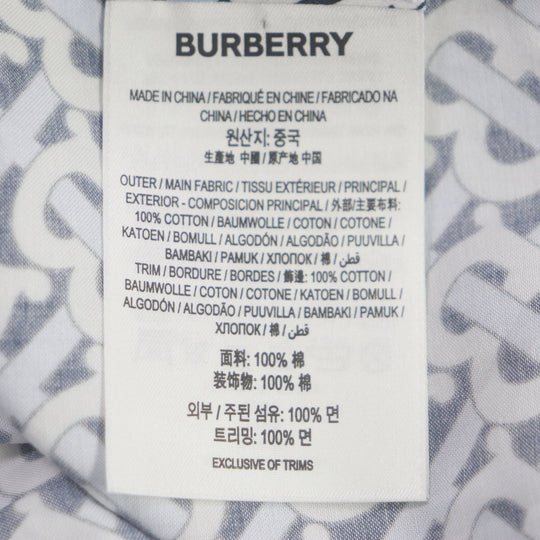 BURBERRY
MADE IN CHINA / FABRIQUÉ EN CHINE / FABRICADO NA
CHINA / HECHO EN CHINA
원산지: 중국
生産地 中國 / 原产地 中国
OUTER / MAIN FABRIC / TISSU EXTÉRIEUR / PRINCIPAL /
EXTERIOR - COMPOSICION PRINCIPAL / 外部/主要布料:
100% COTTON / BAUMWOLLE / COTON / COTONE /
KATOEN / BOMULL / ALGODÓN / ALGODÃO / PUUVILLA /
BAMBAKI / PAMUK / ХЛОПОК / 棉 / قطن /
TRIM / BORDURE / BORDES / 飾邊: 100% COTTON /
BAUMWOLLE / COTON / COTONE / KATOEN / BOMULL /
ALGODÓN / ALGODÃO / PUUVILLA / BAMBAKI / PAMUK /
ХЛОПОК / 棉 / قطن /
面料: 100% 棉
装饰物: 100% 棉
외부 / 주된 섬유: 100% 면
트리밍: 100% 면
EXCLUSIVE OF TRIMS